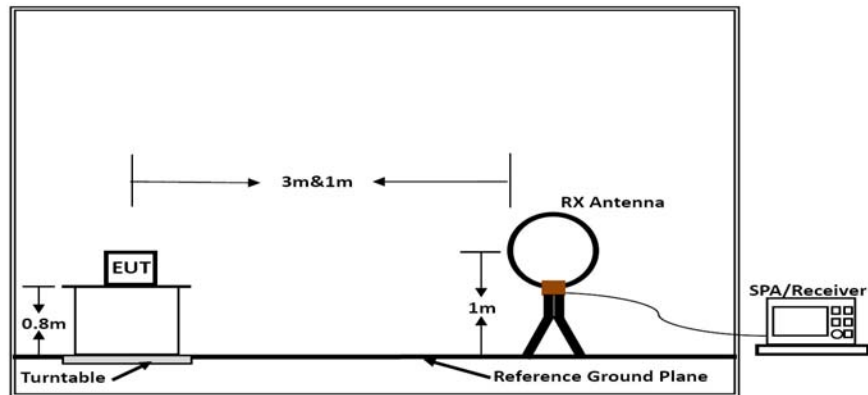 3m&1m
RX Antenna
EUT
SPA/Receiver
0.8m
1m
Turntable
Reference Ground Plane